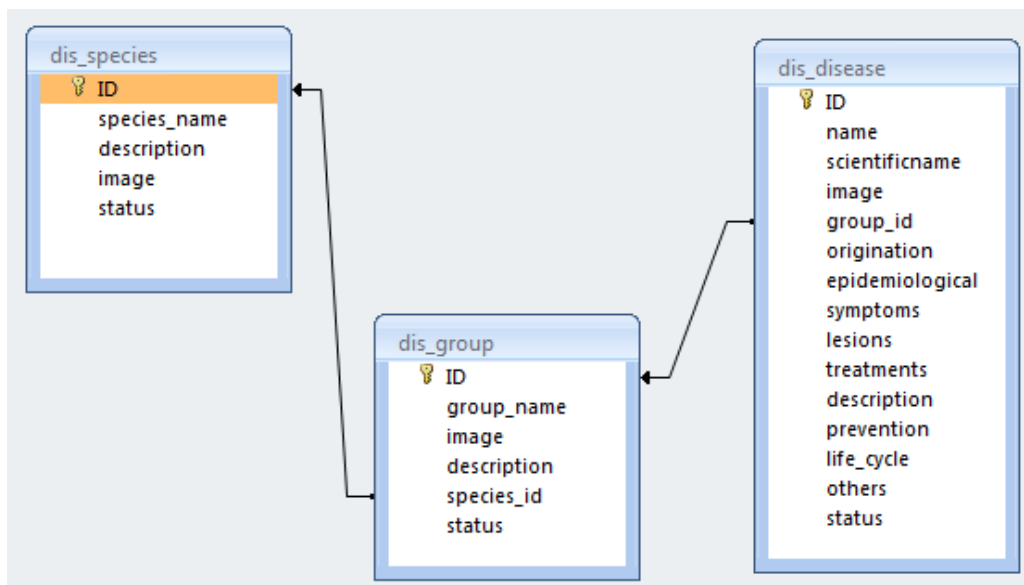 dis_species
ID
species_name
description
image
status
dis_group
ID
group_name
image
description
species_id
status
dis_disease
ID
name
scientificname
image
group_id
origination
epidemiological
symptoms
lesions
treatments
description
prevention
life_cycle
others
status